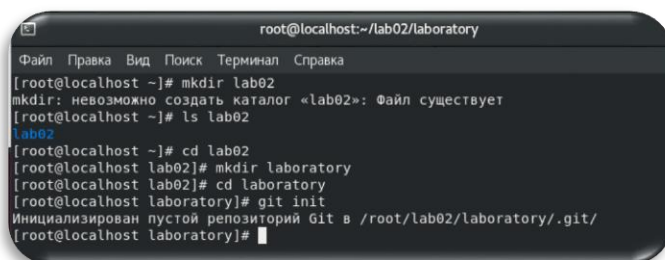 root@localhost:~/lab02/laboratory
Файл Правка Вид Поиск Терминал Справка
[root@localhost ~]# mkdir lab02
mkdir: невозможно создать каталог «lab02»: Файл существует
[root@localhost ~]# ls lab02
lab02
[root@localhost ~]# cd lab02
[root@localhost lab02]# mkdir laboratory
[root@localhost lab02]# cd laboratory
[root@localhost laboratory]# git init
Инициализирован пустой репозиторий Git в /root/lab02/laboratory/.git/
[root@localhost laboratory]#